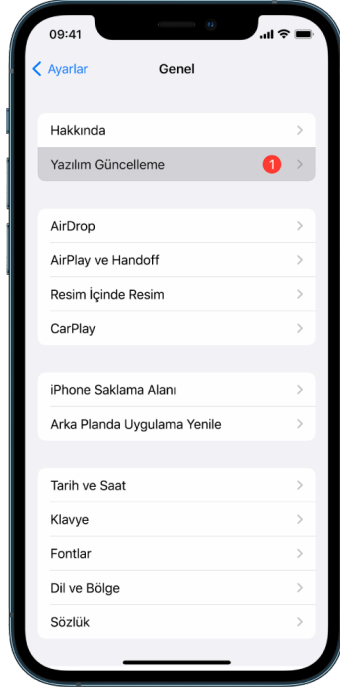 09:41
Ayarlar
Genel
Hakkında
Yazılım Güncelleme 1
AirDrop
AirPlay ve Handoff
Resim İçinde Resim
CarPlay
iPhone Saklama Alanı
Arka Planda Uygulama Yenile
Tarih ve Saat
Klavye
Fontlar
Dil ve Bölge
Sözlük